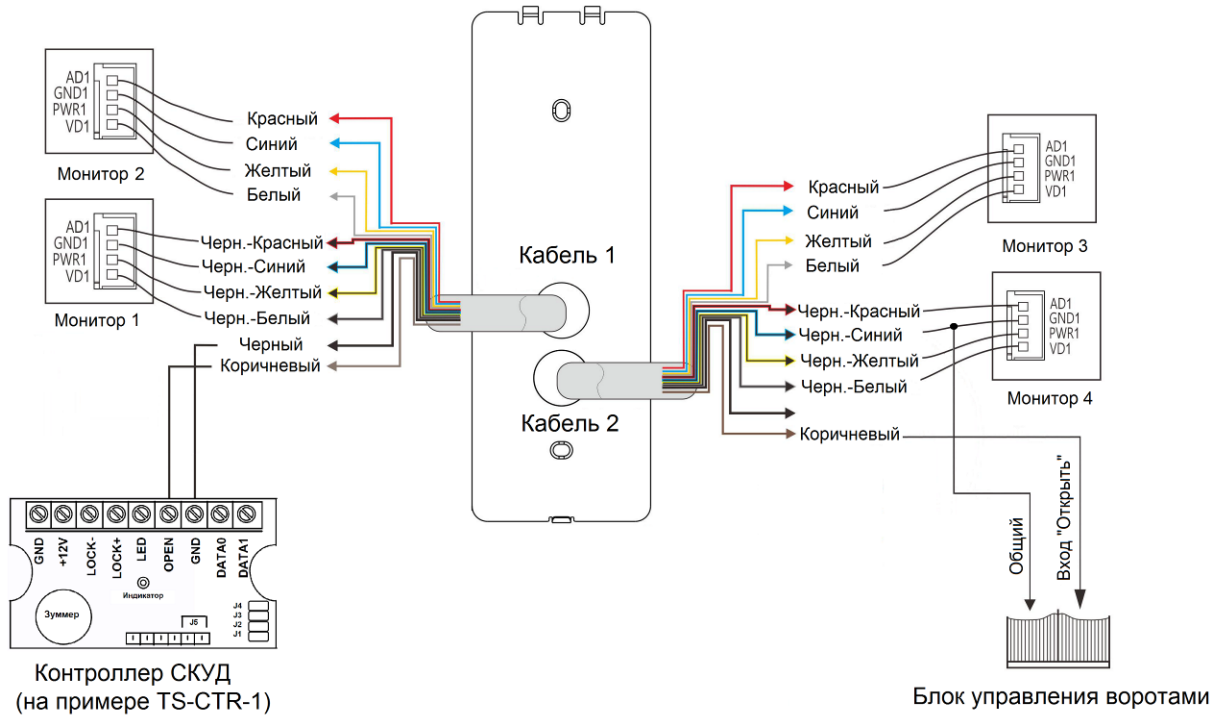 AD1
GND1
PWR1
VD1
Монитор 2
Красный
Синий
Желтый
Белый
AD1
GND1
PWR1
VD1
Монитор 1
Черн.-Красный
Черн.-Синий
Черн.-Желтый
Черн.-Белый
Черный
Коричневый
Кабель 1
Кабель 2
Красный
Синий
Желтый
Белый
AD1
GND1
PWR1
VD1
Монитор 3
Черн.-Красный
Черн.-Синий
Черн.-Желтый
Черн.-Белый
Коричневый
AD1
GND1
PWR1
VD1
Монитор 4
Общий
Вход "Открыть"
Блок управления воротами
GND
+12V
LOCK-
LOCK+
LED
OPEN
GND
DATA0
DATA1
Индикатор
Зуммер
J5
J4
J3
J2
J1
Контроллер СКУД
(на примере TS-CTR-1)